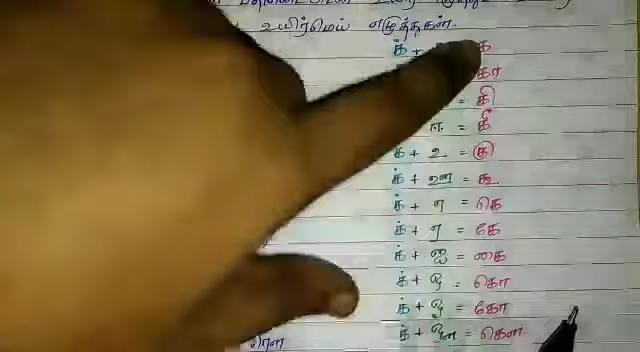 உயிர்மெய் எழுத்துகள்.
க் + = க
கா
= கி
ஈ = கீ
க் + உ = கு
க் + ஊ = கூ
க் + எ = கெ
க் + ஏ = கே
க் + ஐ = கை
க் + ஒ = கொ
க் + ஓ = கோ
க் + ஔ = கௌ